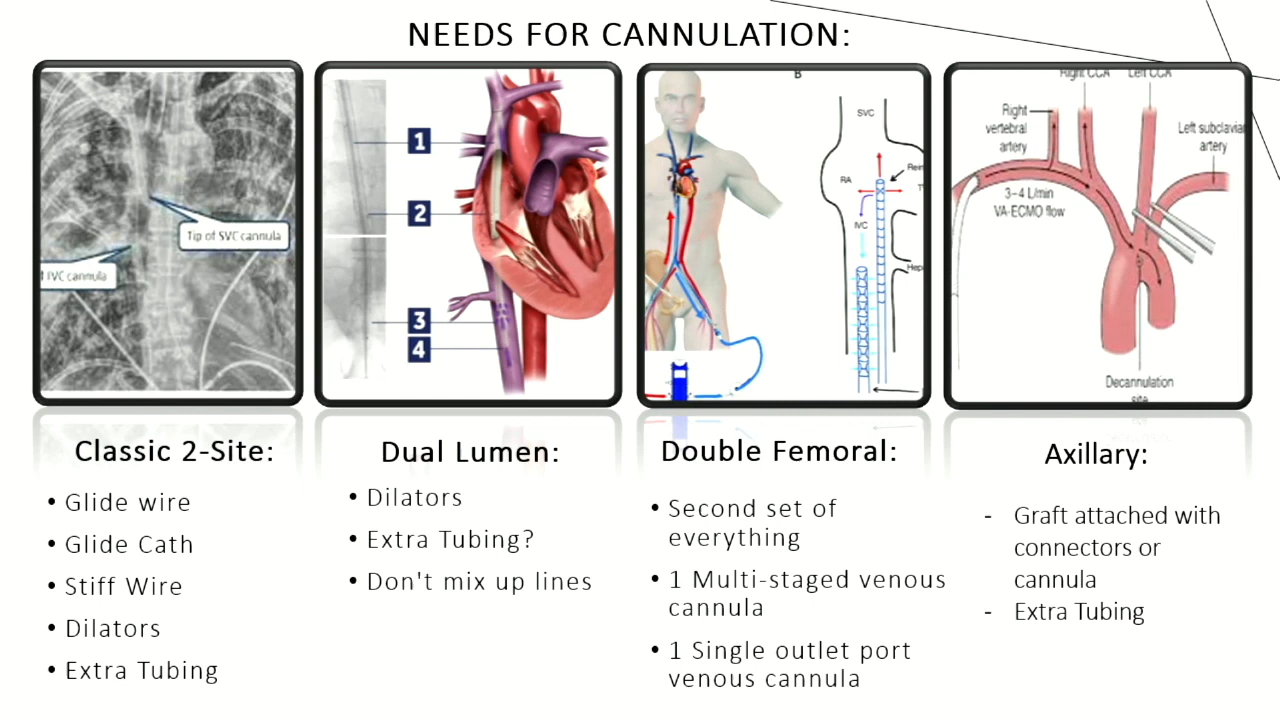 NEEDS FOR CANNULATION:
Tip of SVC cannula
IVC cannula
1
2
3
4
B
SVC
RA
IVC
Right CCA
Left CCA
Right
vertebral
artery
Left subclavian
artery
3–4 L/min
VA-ECMO flow
Decannulation
site
Classic 2-Site:
• Glide wire
• Glide Cath
• Stiff Wire
• Dilators
• Extra Tubing
Dual Lumen:
• Dilators
• Extra Tubing?
• Don't mix up lines
Double Femoral:
• Second set of
everything
• 1 Multi-staged venous
cannula
• 1 Single outlet port
venous cannula
Axillary:
- Graft attached with
connectors or
cannula
- Extra Tubing